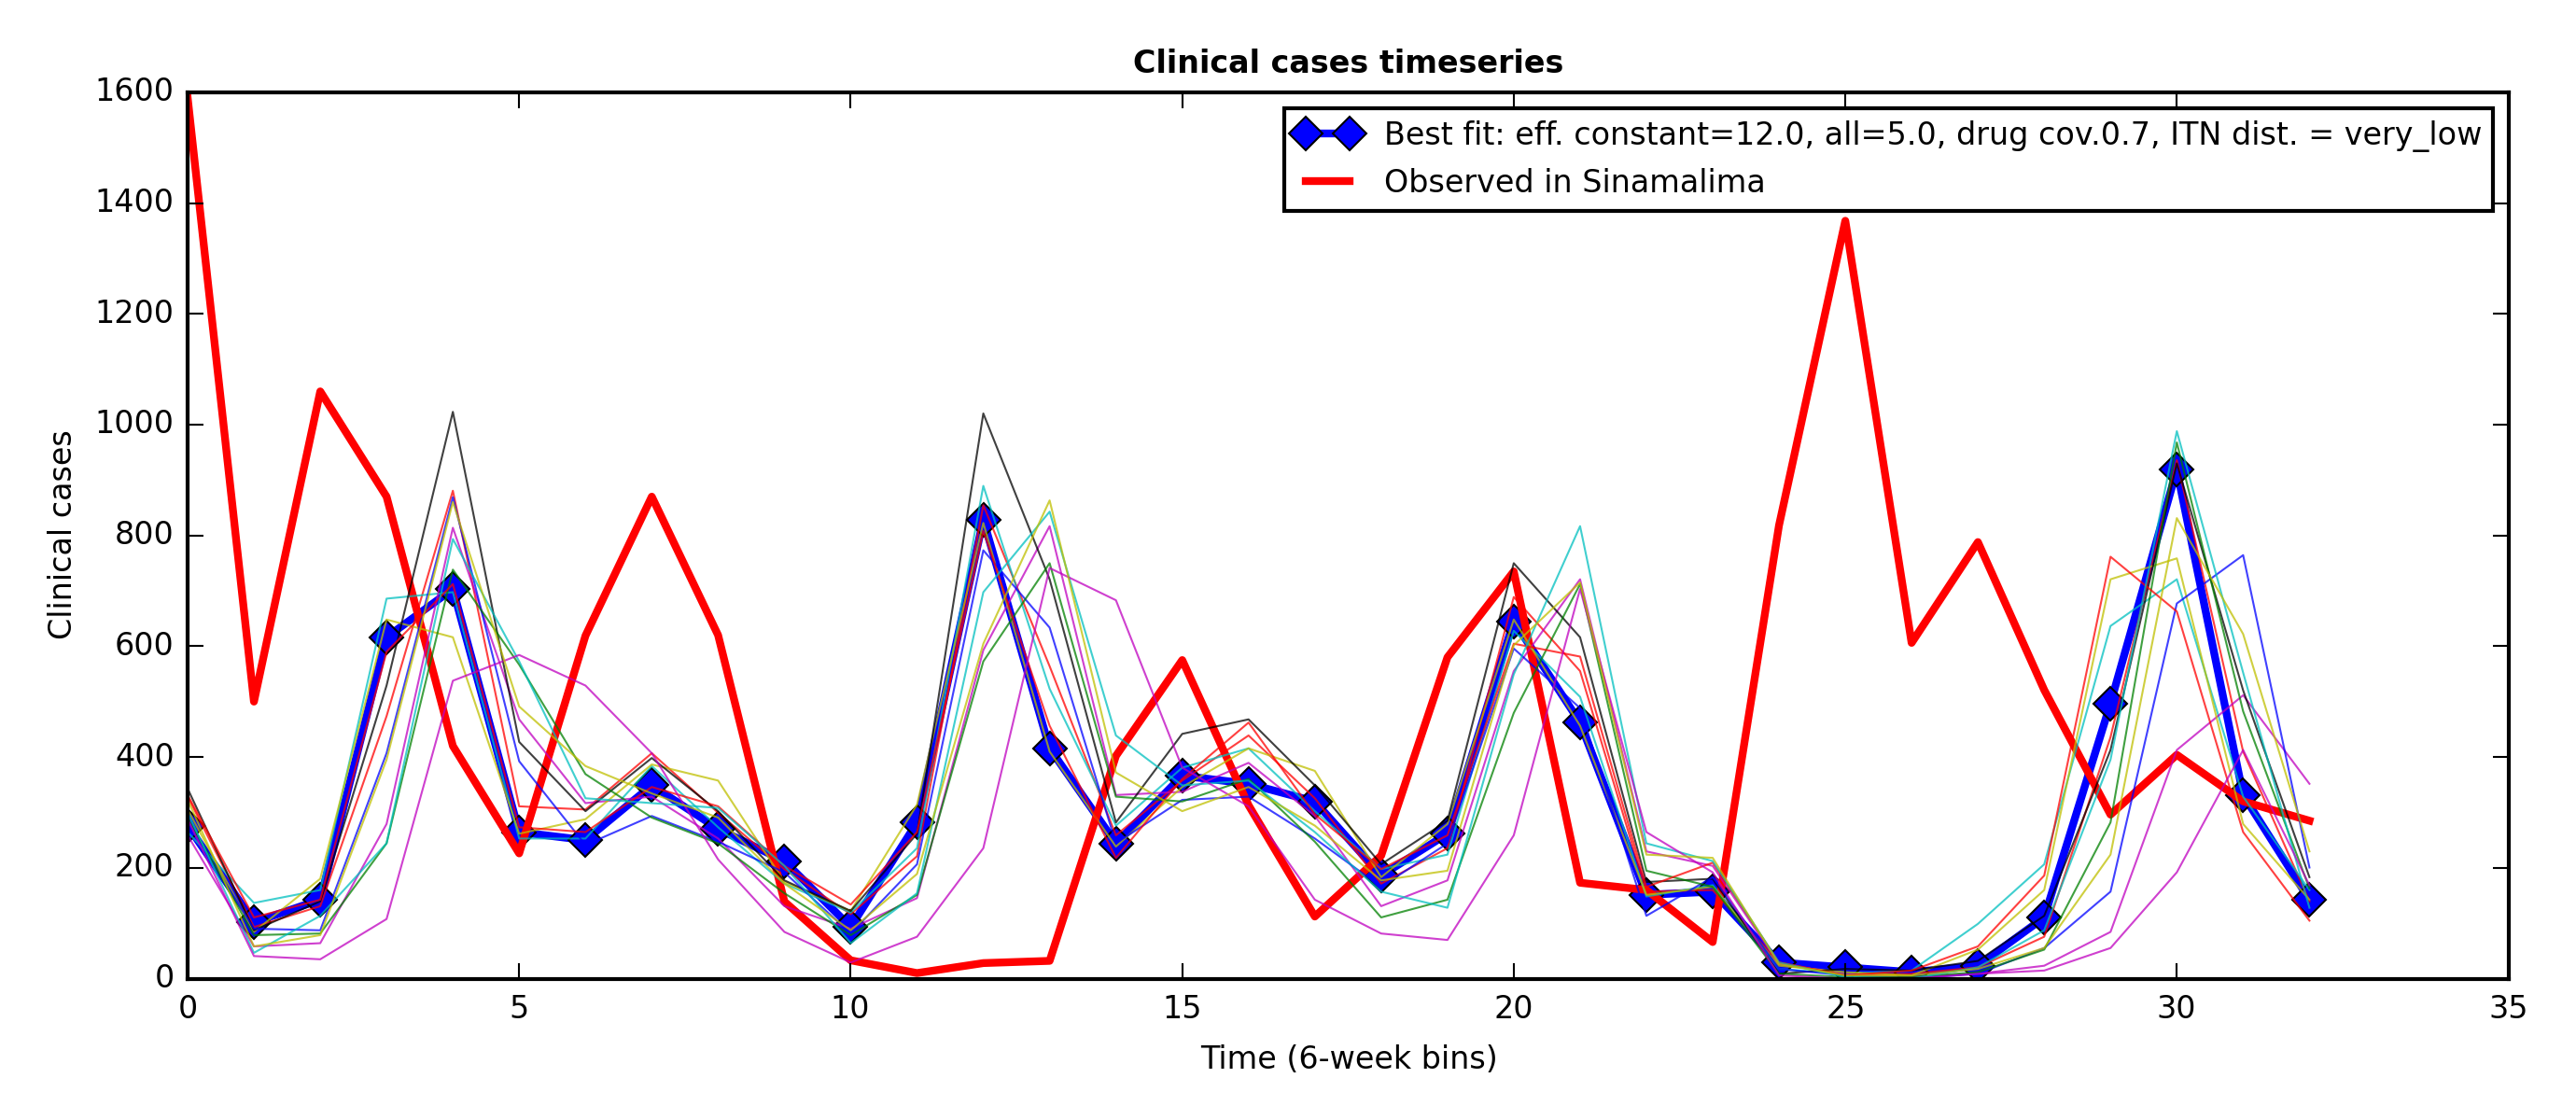 Clinical cases timeseries
Best fit: eff. constant=12.0, all=5.0, drug cov.0.7, ITN dist. = very_low
Observed in Sinamalima
Clinical cases
1600
1400
1200
1000
800
600
400
200
0
0 5 10 15 20 25 30 35
Time (6-week bins)